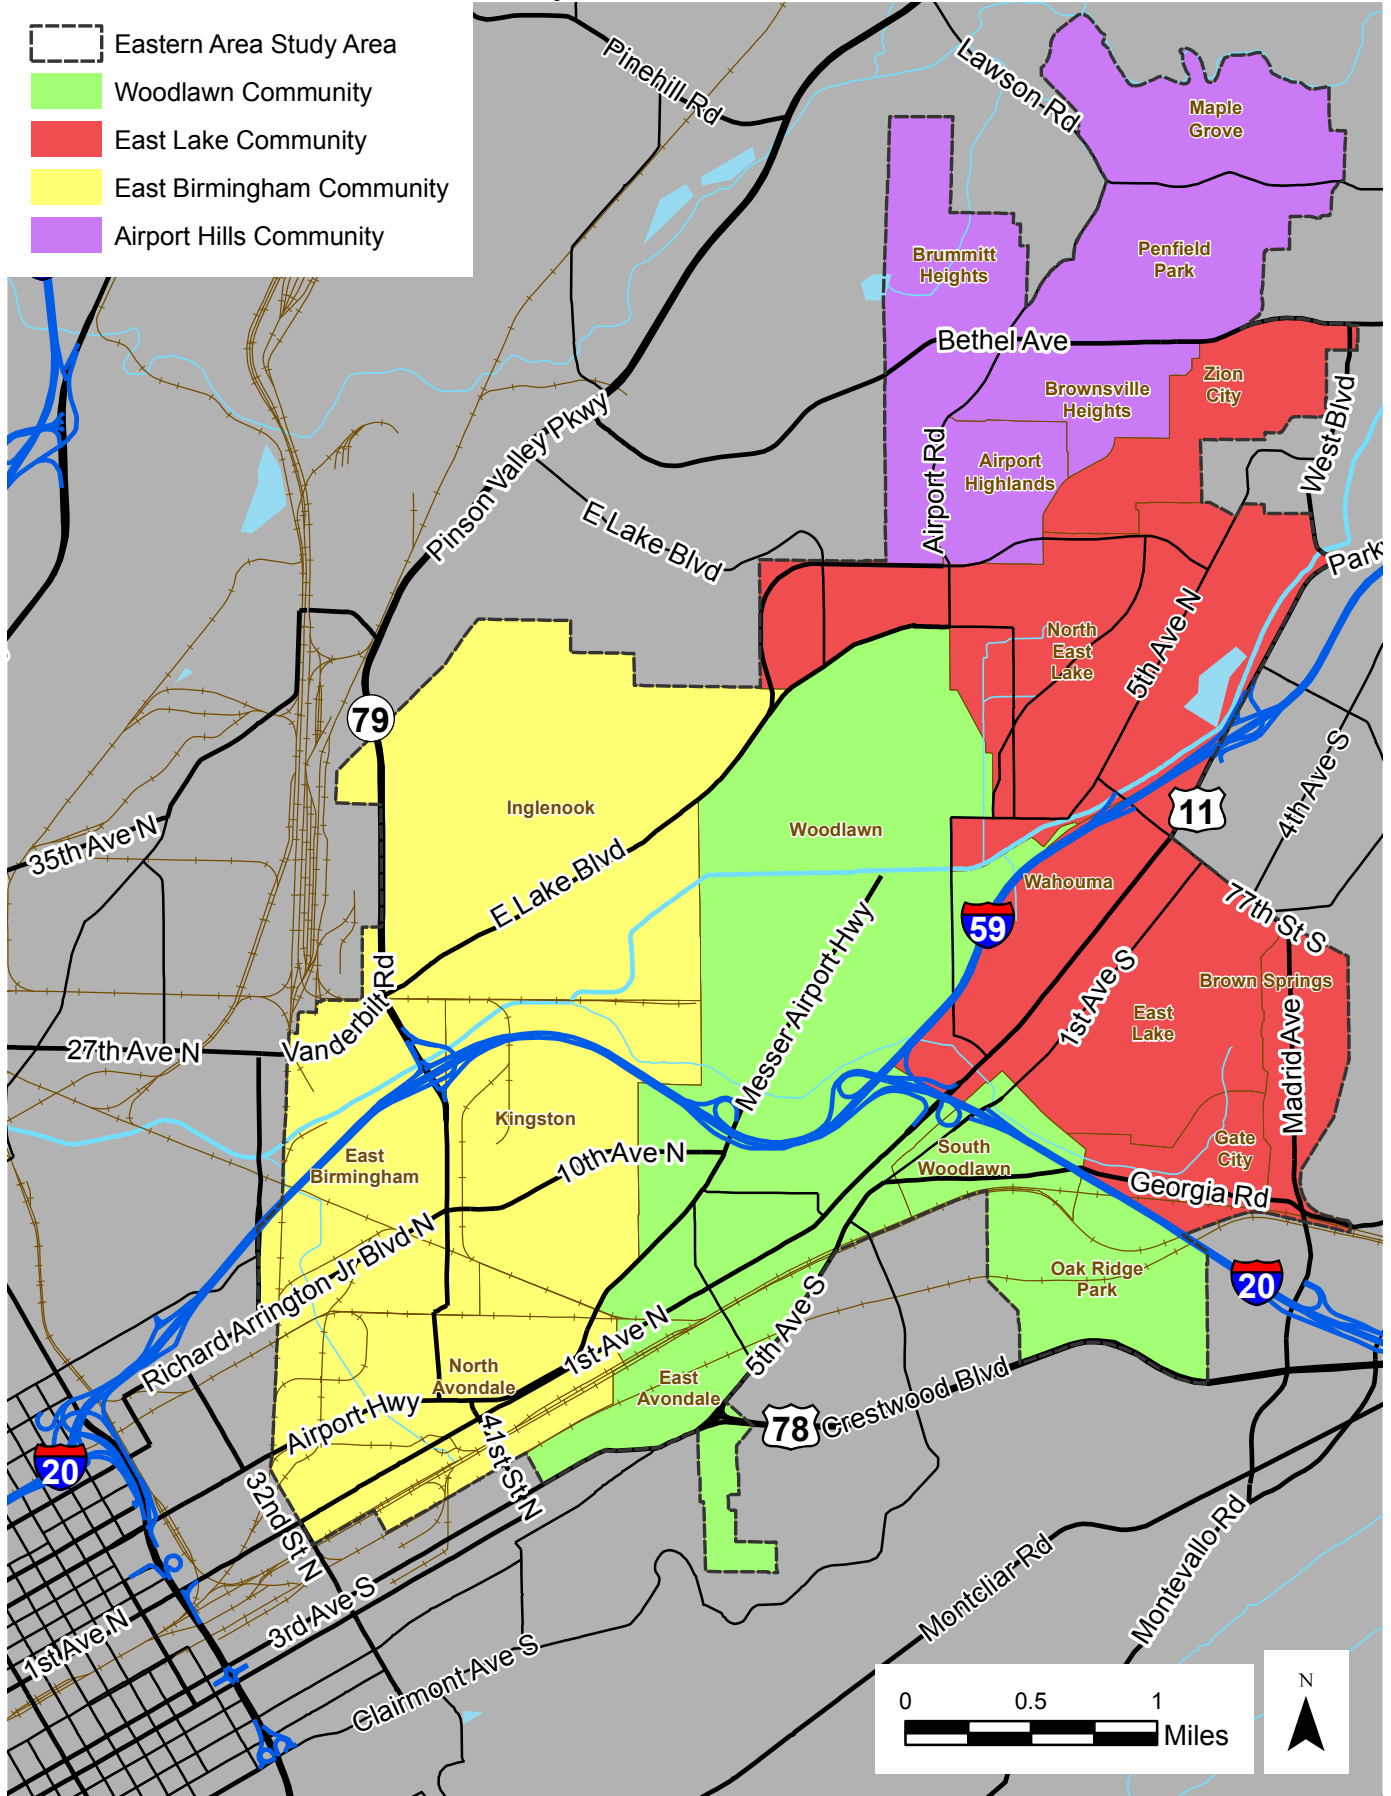 Eastern Area Study Area
Woodlawn Community
East Lake Community
East Birmingham Community
Airport Hills Community
Pinehill Rd
Lawson Rd
Maple
Grove
Brummitt
Heights
Penfield
Park
Bethel Ave
Brownsville
Heights
Zion
City
Airport
Highlands
Airport Rd
West Blvd
Pinson Valley Pkwy
E Lake Blvd
Park
North
East
Lake
5th Ave N
79
Inglenook
Woodlawn
11
4th Ave S
35th Ave N
E Lake Blvd
Wahouma
59
77th St S
Messer Airport Hwy
Brown Springs
East
Lake
1st Ave S
Madrid Ave
Vanderbilt Rd
27th Ave N
Kingston
10th Ave N
East
Birmingham
South
Woodlawn
Gate
City
Georgia Rd
Richard Arrington Jr Blvd N
Oak Ridge
Park
20
1st Ave N
5th Ave S
North
Avondale
East
Avondale
Crestwood Blvd
78
Airport Hwy
41st St N
20
32nd St N
Montcliar Rd
Montevallo Rd
1st Ave N
3rd Ave S
Clairmont Ave S
0 0.5 1
Miles
N